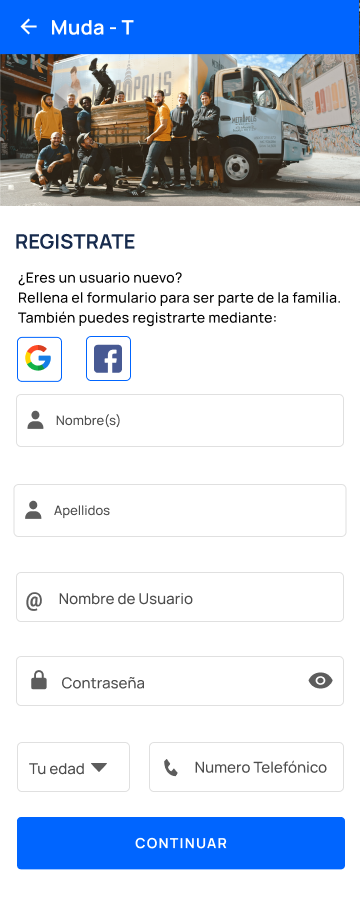 Muda - T
METRÓPOLIS
REGISTRATE
¿Eres un usuario nuevo?
Rellena el formulario para ser parte de la familia.
También puedes registrarte mediante:
Nombre(s)
Apellidos
@ Nombre de Usuario
Contraseña
Tu edad
Numero Telefónico
CONTINUAR